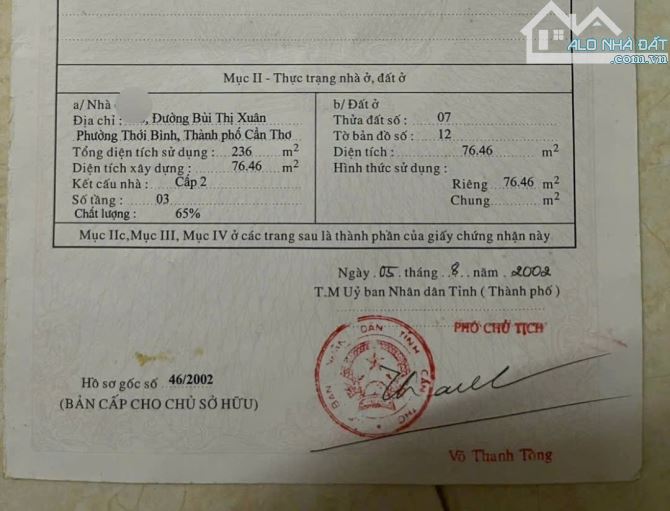 ALO NHÀ ĐẤT
.com.vn
Mục II - Thực trạng nhà ở, đất ở
a/ Nhà
Địa chỉ : , Đường Bùi Thị Xuân
Phường Thới Bình, Thành phố Cần Thơ
Tổng diện tích sử dụng : 236 m2
Diện tích xây dựng : 76.46 m2
Kết cấu nhà : Cấp 2
Số tầng : 03
Chất lượng : 65%
b/ Đất ở
Thửa đất số : 07
Tờ bản đồ số : 12
Diện tích : 76.46 m2
Hình thức sử dụng :
Riêng : 76.46 m2
Chung : m2
Mục IIc,Mục III, Mục IV ở các trang sau là thành phần của giấy chứng nhận này
Ngày .05. tháng .8. năm .2002
T.M Uỷ ban Nhân dân Tỉnh ( Thành phố )
PHÓ CHỦ TỊCH
BAN NHÂN DÂN TỈNH CẦN THƠ
Hồ sơ gốc số 46/2002
(BẢN CẤP CHO CHỦ SỞ HỮU)
Võ Thanh Tòng